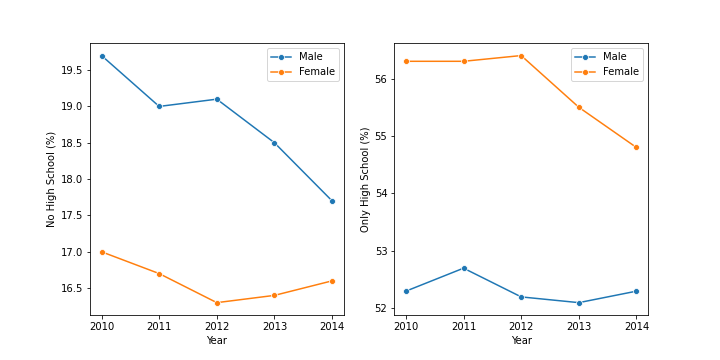 No High School (%)
19.5
19.0
18.5
18.0
17.5
17.0
16.5
Male
Female
2010 2011 2012 2013 2014
Year
Only High School (%)
56
55
54
53
52
Male
Female
2010 2011 2012 2013 2014
Year